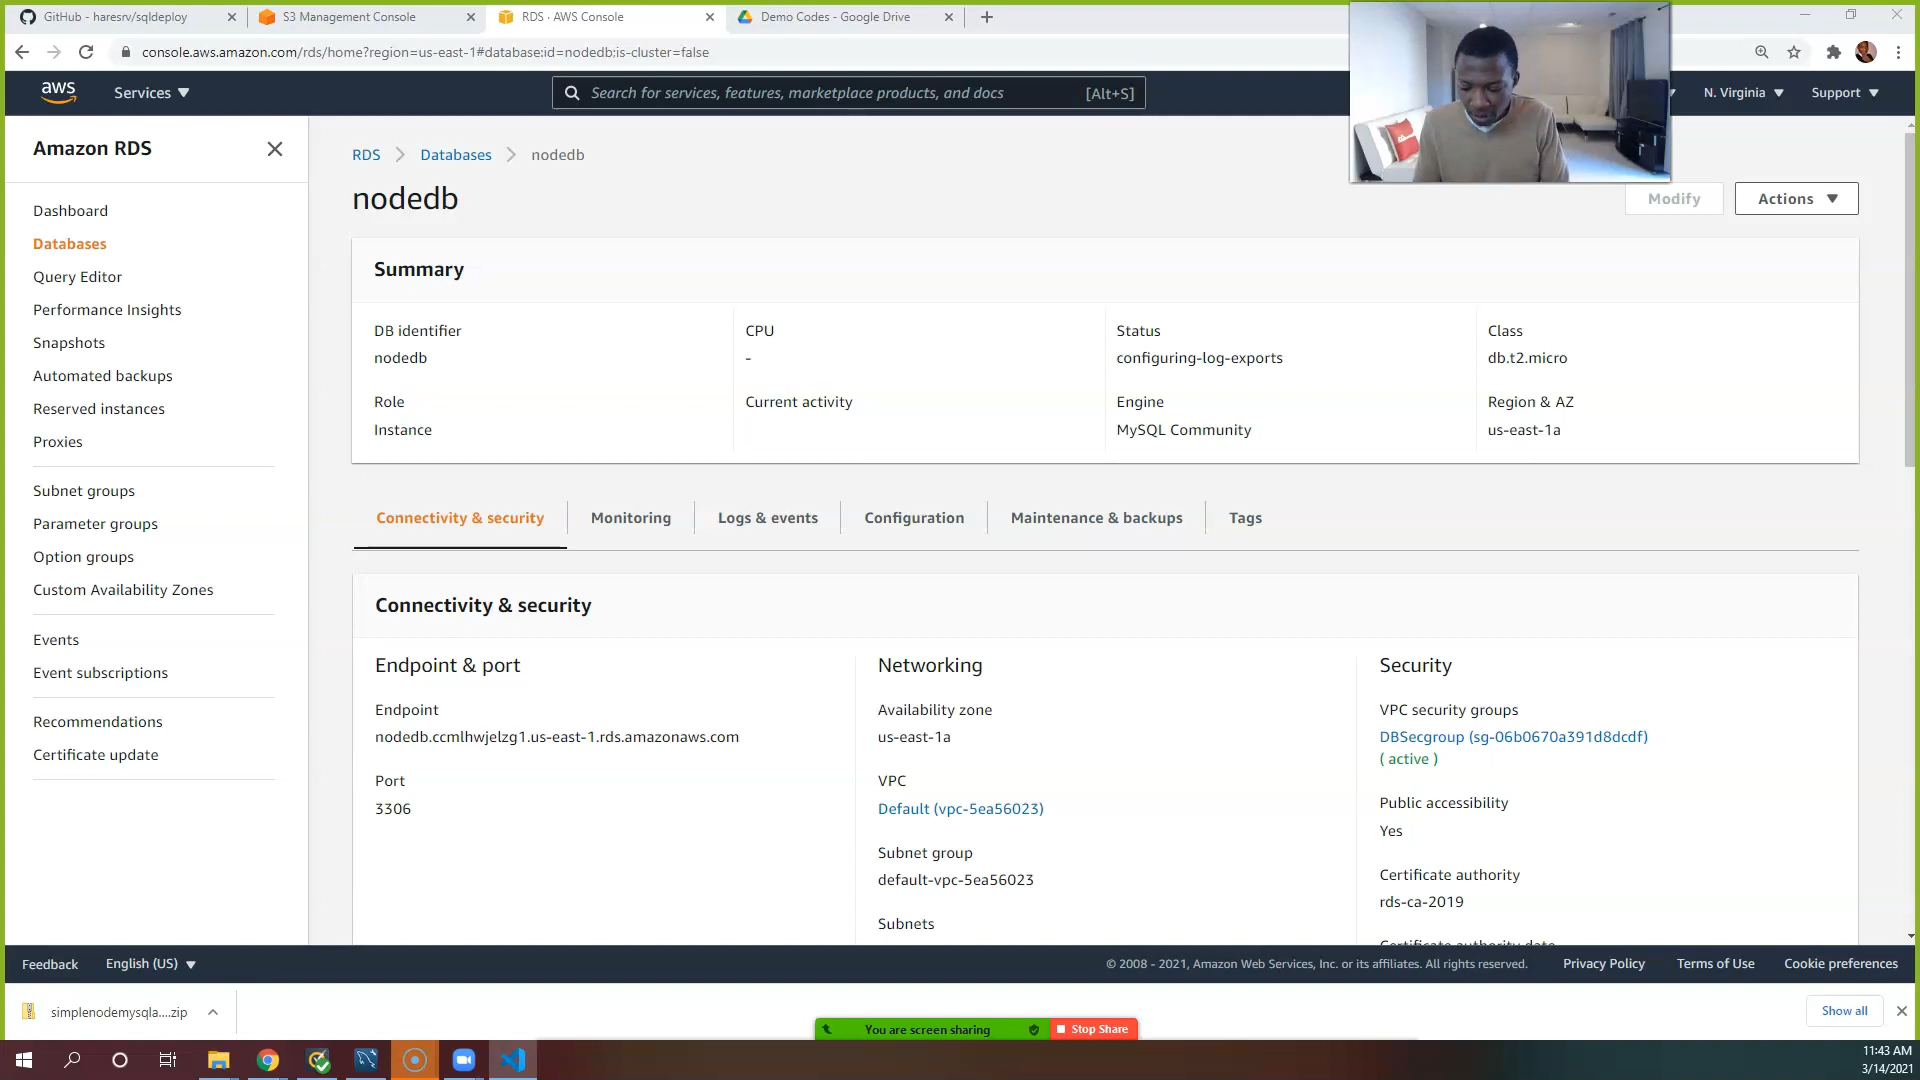 GitHub - haresrv/sqldeploy
S3 Management Console
RDS · AWS Console
Demo Codes - Google Drive
console.aws.amazon.com/rds/home?region=us-east-1#database:id=nodedb;is-cluster=false
aws
Services
Search for services, features, marketplace products, and docs
[Alt+S]
N. Virginia
Support
Amazon RDS
Dashboard
Databases
Query Editor
Performance Insights
Snapshots
Automated backups
Reserved instances
Proxies
Subnet groups
Parameter groups
Option groups
Custom Availability Zones
Events
Event subscriptions
Recommendations
Certificate update
RDS
Databases
nodedb
nodedb
Modify
Actions
Summary
DB identifier
nodedb
CPU
-
Status
configuring-log-exports
Class
db.t2.micro
Role
Instance
Current activity
Engine
MySQL Community
Region & AZ
us-east-1a
Connectivity & security
Monitoring
Logs & events
Configuration
Maintenance & backups
Tags
Connectivity & security
Endpoint & port
Endpoint
nodedb.ccmlhwjelzg1.us-east-1.rds.amazonaws.com
Port
3306
Networking
Availability zone
us-east-1a
VPC
Default (vpc-5ea56023)
Subnet group
default-vpc-5ea56023
Subnets
Security
VPC security groups
DBSecgroup (sg-06b0670a391d8dcdf)
( active )
Public accessibility
Yes
Certificate authority
rds-ca-2019
Certificate authority date
Feedback
English (US)
© 2008 - 2021, Amazon Web Services, Inc. or its affiliates. All rights reserved.
Privacy Policy
Terms of Use
Cookie preferences
simplenodemysqla....zip
Show all
You are screen sharing
Stop Share
11:43 AM
3/14/2021